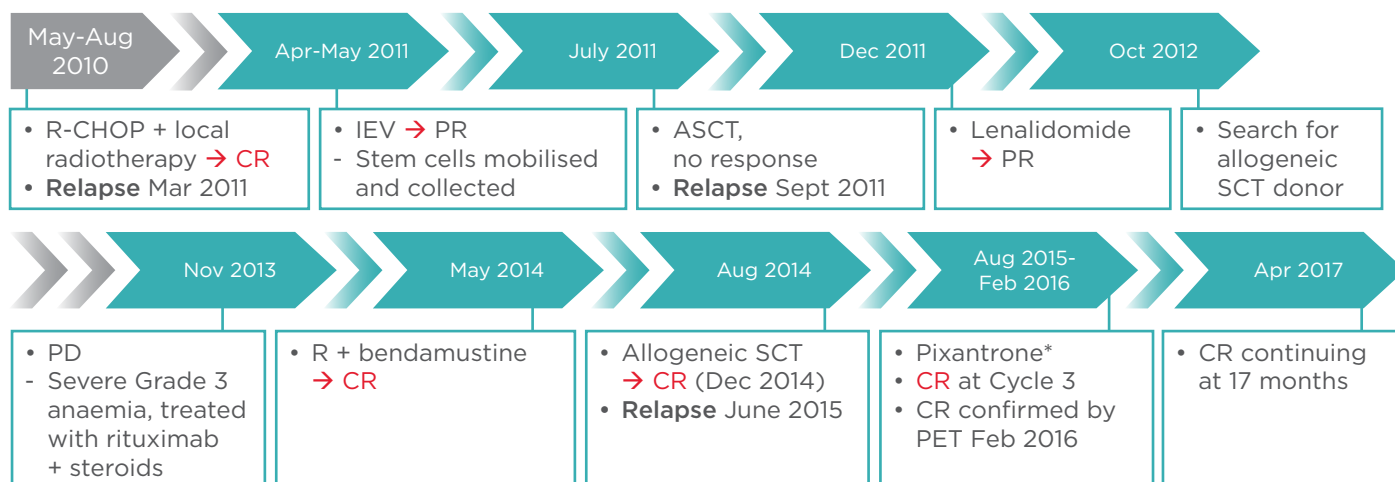 May-Aug
2010
Apr-May 2011
July 2011
Dec 2011
Oct 2012
• R-CHOP + local
radiotherapy → CR
• Relapse Mar 2011
• IEV → PR
- Stem cells mobilised
and collected
• ASCT,
no response
• Relapse Sept 2011
• Lenalidomide
→ PR
• Search for
allogeneic
SCT donor
Nov 2013
May 2014
Aug 2014
Aug 2015-
Feb 2016
Apr 2017
• PD
- Severe Grade 3
anaemia, treated
with rituximab
+ steroids
• R + bendamustine
→ CR
• Allogeneic SCT
→ CR (Dec 2014)
• Relapse June 2015
• Pixantrone*
• CR at Cycle 3
• CR confirmed by
PET Feb 2016
• CR continuing
at 17 months